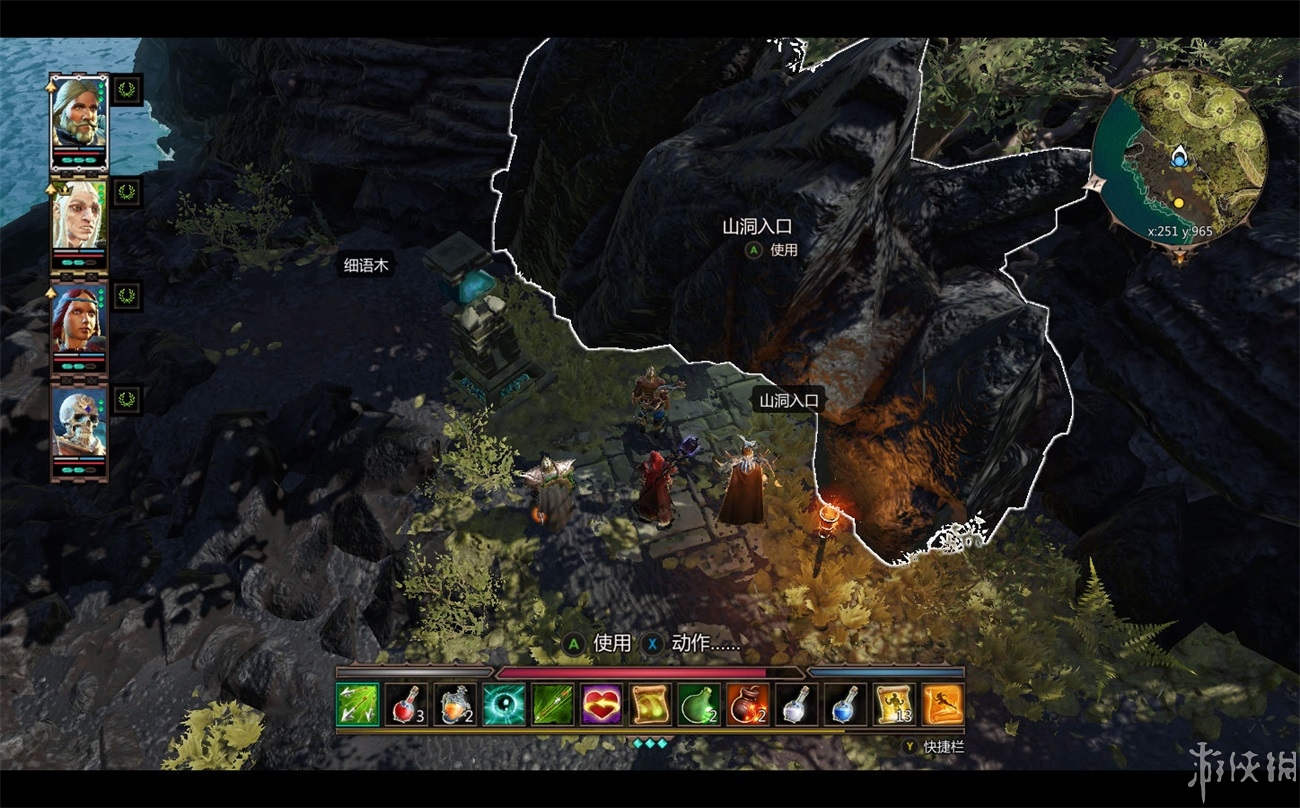 x:251 y:965
山洞入口
A 使用
细语木
山洞入口
A 使用 X 动作......
3
2
2
2
13
Y 快捷栏
游侠网